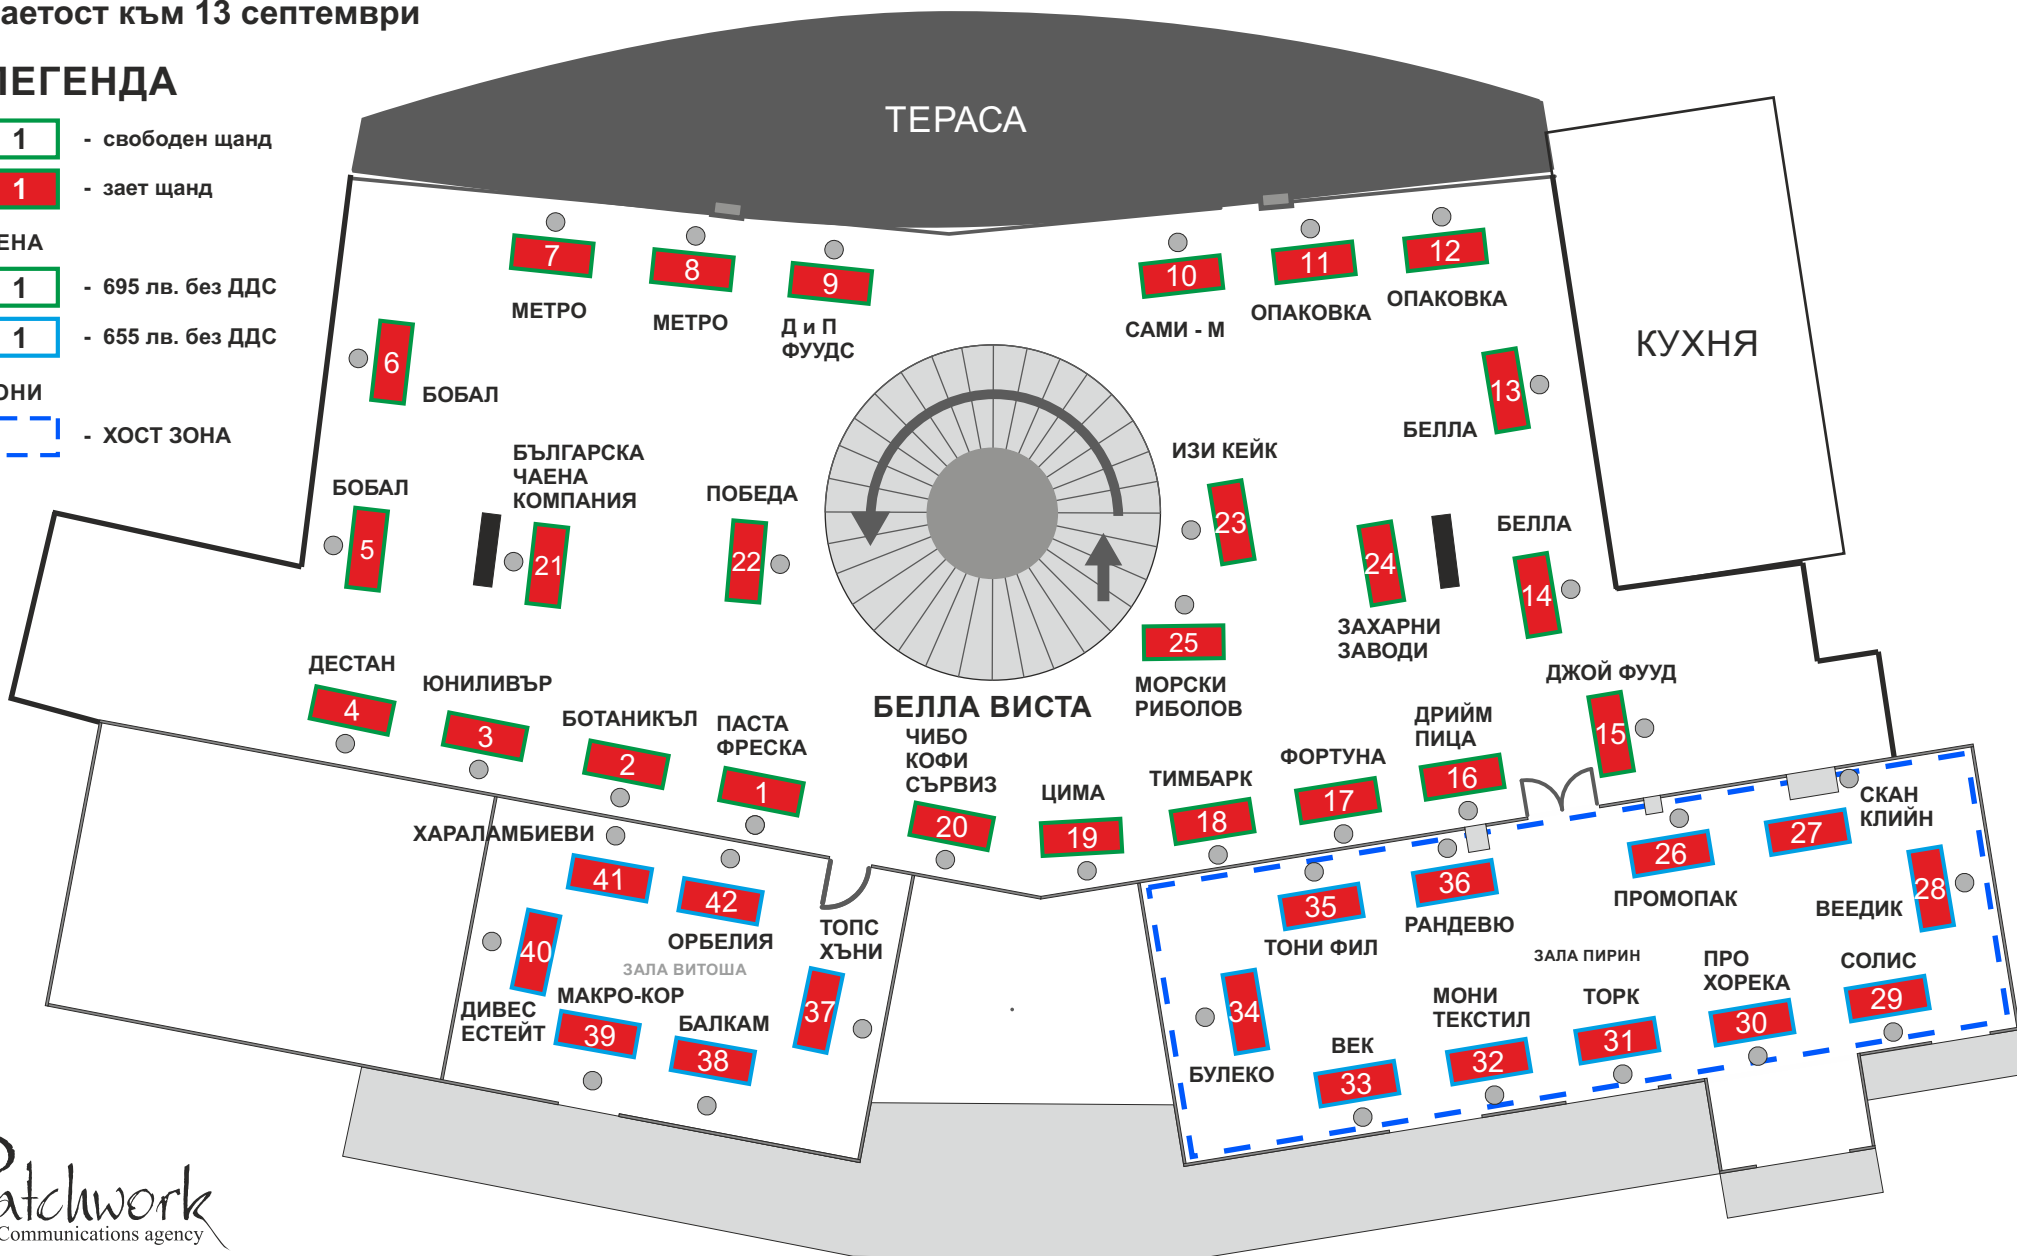 аетост към 13 септември
ЛЕГЕНДА
1 - свободен щанд
1 - зает щанд
ЕНА
1 - 695 лв. без ДДС
1 - 655 лв. без ДДС
ОНИ
- ХОСТ ЗОНА
ТЕРАСА
КУХНЯ
7
МЕТРО
8
МЕТРО
9
Д и П
ФУУДС
10
САМИ - М
11
ОПАКОВКА
12
ОПАКОВКА
6
БОБАЛ
13
БЕЛЛА
БОБАЛ
5
БЪЛГАРСКА
ЧАЕНА
КОМПАНИЯ
21
ПОБЕДА
22
ИЗИ КЕЙК
23
24
ЗАХАРНИ
ЗАВОДИ
БЕЛЛА
14
25
МОРСКИ
РИБОЛОВ
БЕЛЛА ВИСТА
ДЕСТАН
4
ЮНИЛИВЪР
3
БОТАНИКЪЛ
2
ПАСТА
ФРЕСКА
1
ЧИБО
КОФИ
СЪРВИЗ
20
ЦИМА
19
ТИМБАРК
18
ФОРТУНА
17
ДРИЙМ
ПИЦА
16
ДЖОЙ ФУУД
15
ХАРАЛАМБИЕВИ
41
42
ОРБЕЛИЯ
ЗАЛА ВИТОША
40
ДИВЕС
ЕСТЕЙТ
МАКРО-КОР
39
БАЛКАМ
38
ТОПС
ХЪНИ
37
35
ТОНИ ФИЛ
36
РАНДЕВЮ
26
ПРОМОПАК
27
СКАН
КЛИЙН
28
ВЕЕДИК
ЗАЛА ПИРИН
34
БУЛЕКО
ВЕК
33
МОНИ
ТЕКСТИЛ
32
ТОРК
31
ПРО
ХОРЕКА
30
СОЛИС
29
Patchwork
Communications agency